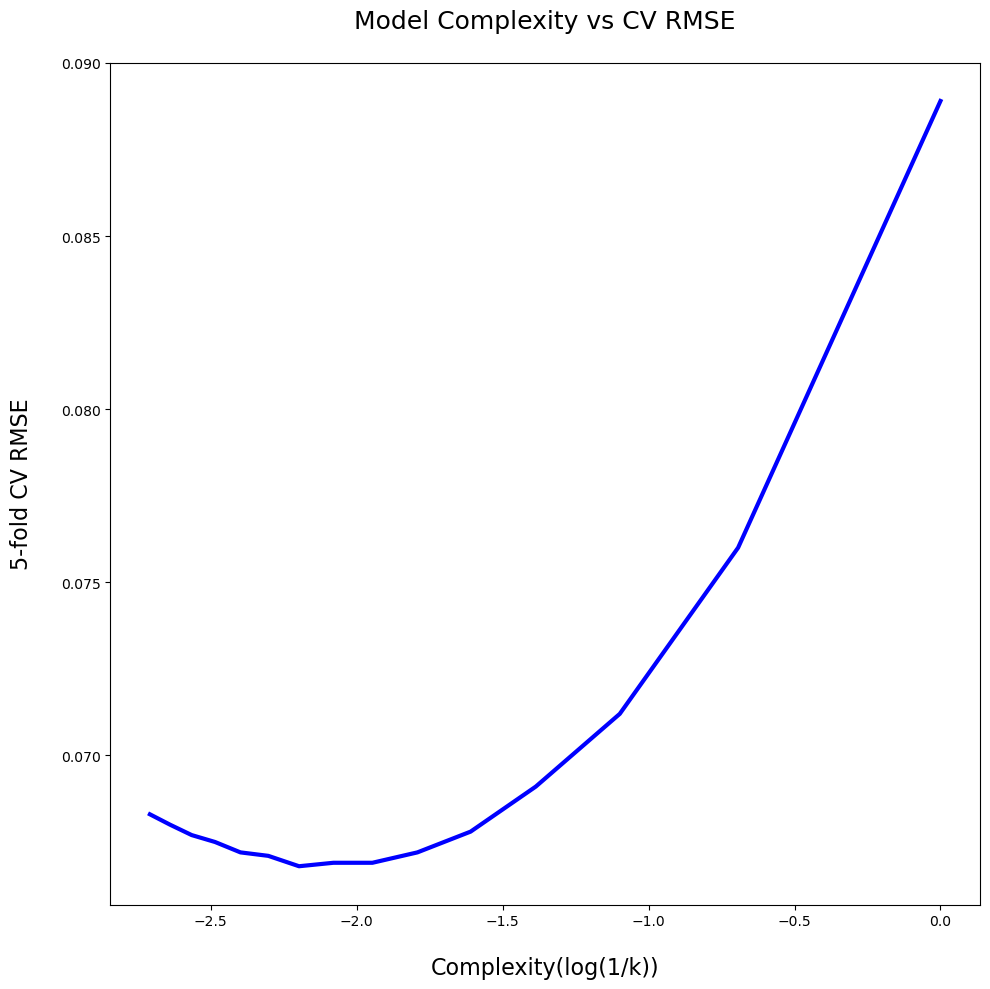 Model Complexity vs CV RMSE
0.090
0.085
0.080
0.075
0.070
5-fold CV RMSE
−2.5 −2.0 −1.5 −1.0 −0.5 0.0
Complexity(log(1/k))